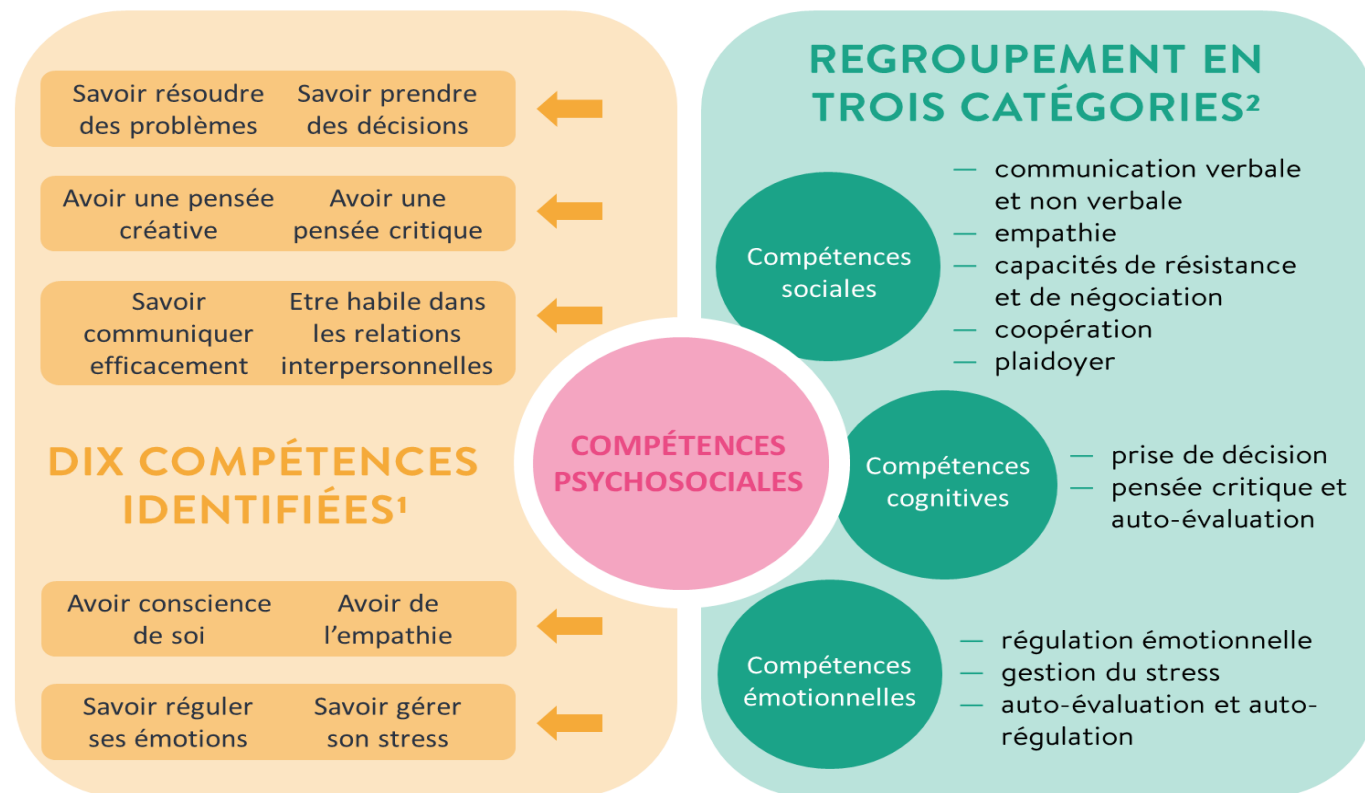 Savoir résoudre
des problèmes
Savoir prendre
des décisions
Avoir une pensée
créative
Avoir une
pensée critique
Savoir
communiquer
efficacement
Etre habile dans
les relations
interpersonnelles
DIX COMPÉTENCES
IDENTIFIÉES¹
Avoir conscience
de soi
Avoir de
l’empathie
Savoir réguler
ses émotions
Savoir gérer
son stress
COMPÉTENCES
PSYCHOSOCIALES
REGROUPEMENT EN
TROIS CATÉGORIES²
Compétences
sociales
— communication verbale
et non verbale
— empathie
— capacités de résistance
et de négociation
— coopération
— plaidoyer
Compétences
cognitives
— prise de décision
— pensée critique et
auto-évaluation
Compétences
émotionnelles
— régulation émotionnelle
— gestion du stress
— auto-évaluation et auto-
régulation